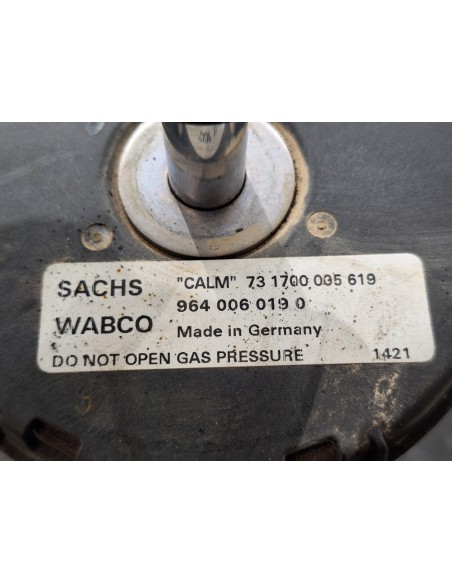 SACHS "CALM" 73 1700 005 619
964 006 019 0
WABCO Made in Germany
DO NOT OPEN GAS PRESSURE 1421